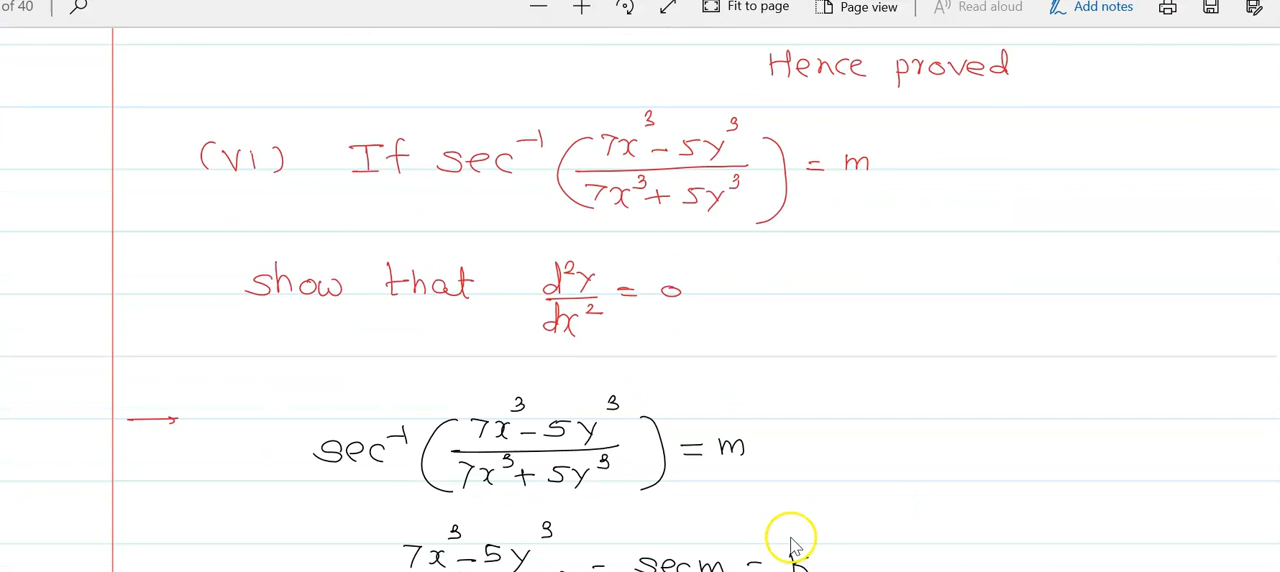 of 40 Fit to page Page view Read aloud Add notes
Hence proved
(VI) If sec⁻¹ ( (7x³ - 5y³) / (7x³ + 5y³) ) = m
show that d²y/dx² = 0
→ sec⁻¹ ( (7x³ - 5y³) / (7x³ + 5y³) ) = m
7x³ - 5y³ = secm =